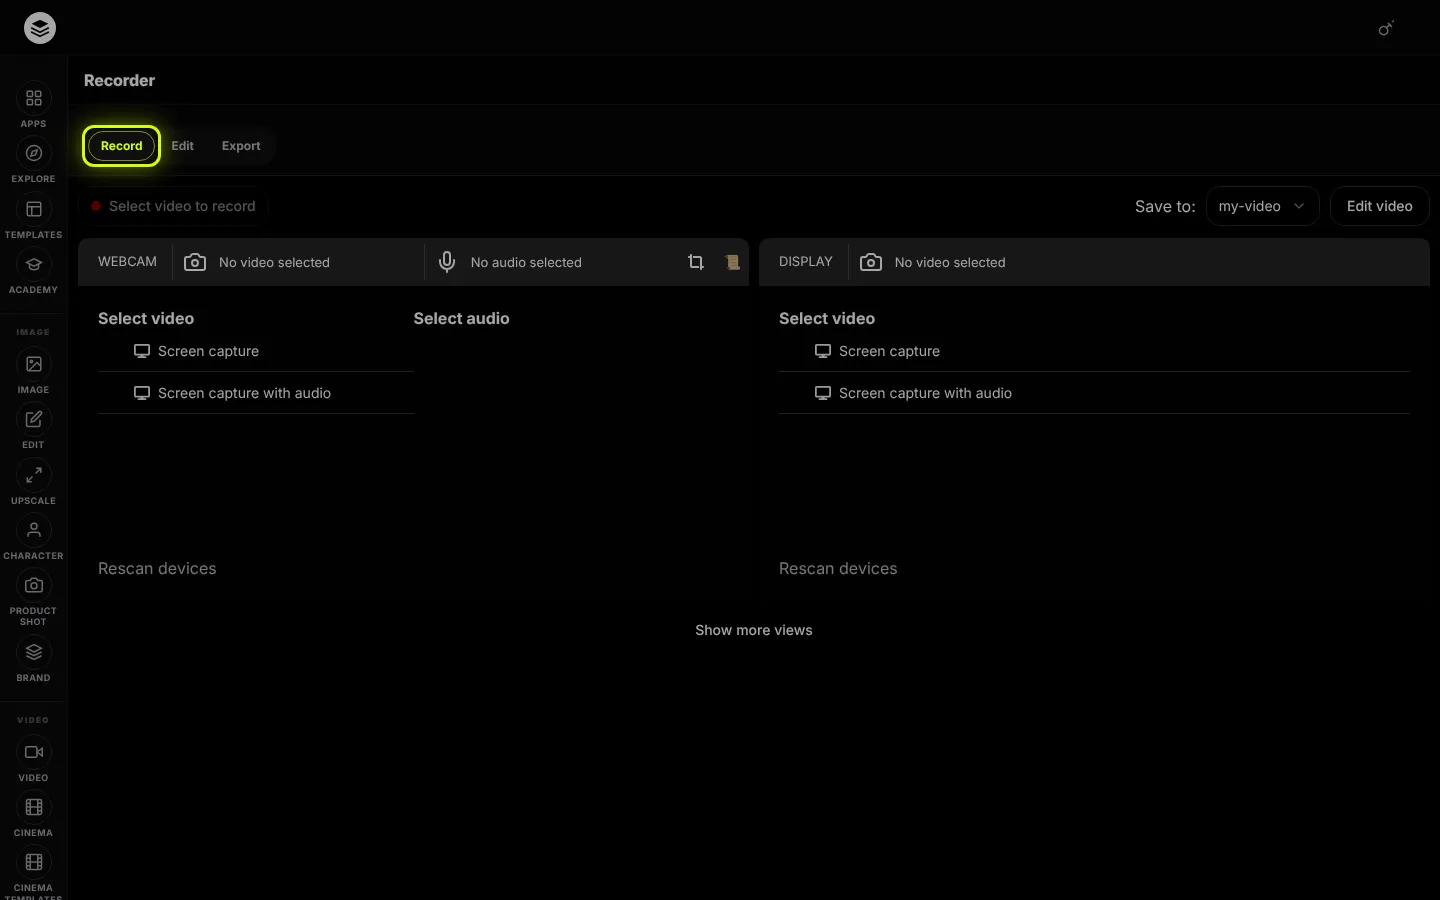 Recorder
Record
Edit
Export
Select video to record
Save to:
my-video
Edit video
WEBCAM
No video selected
No audio selected
DISPLAY
No video selected
Select video
Select audio
Select video
Screen capture
Screen capture
Screen capture with audio
Screen capture with audio
Rescan devices
Rescan devices
Show more views
APPS
EXPLORE
TEMPLATES
ACADEMY
IMAGE
IMAGE
EDIT
UPSCALE
CHARACTER
PRODUCT
SHOT
BRAND
VIDEO
VIDEO
CINEMA
CINEMA
TEMPLATES